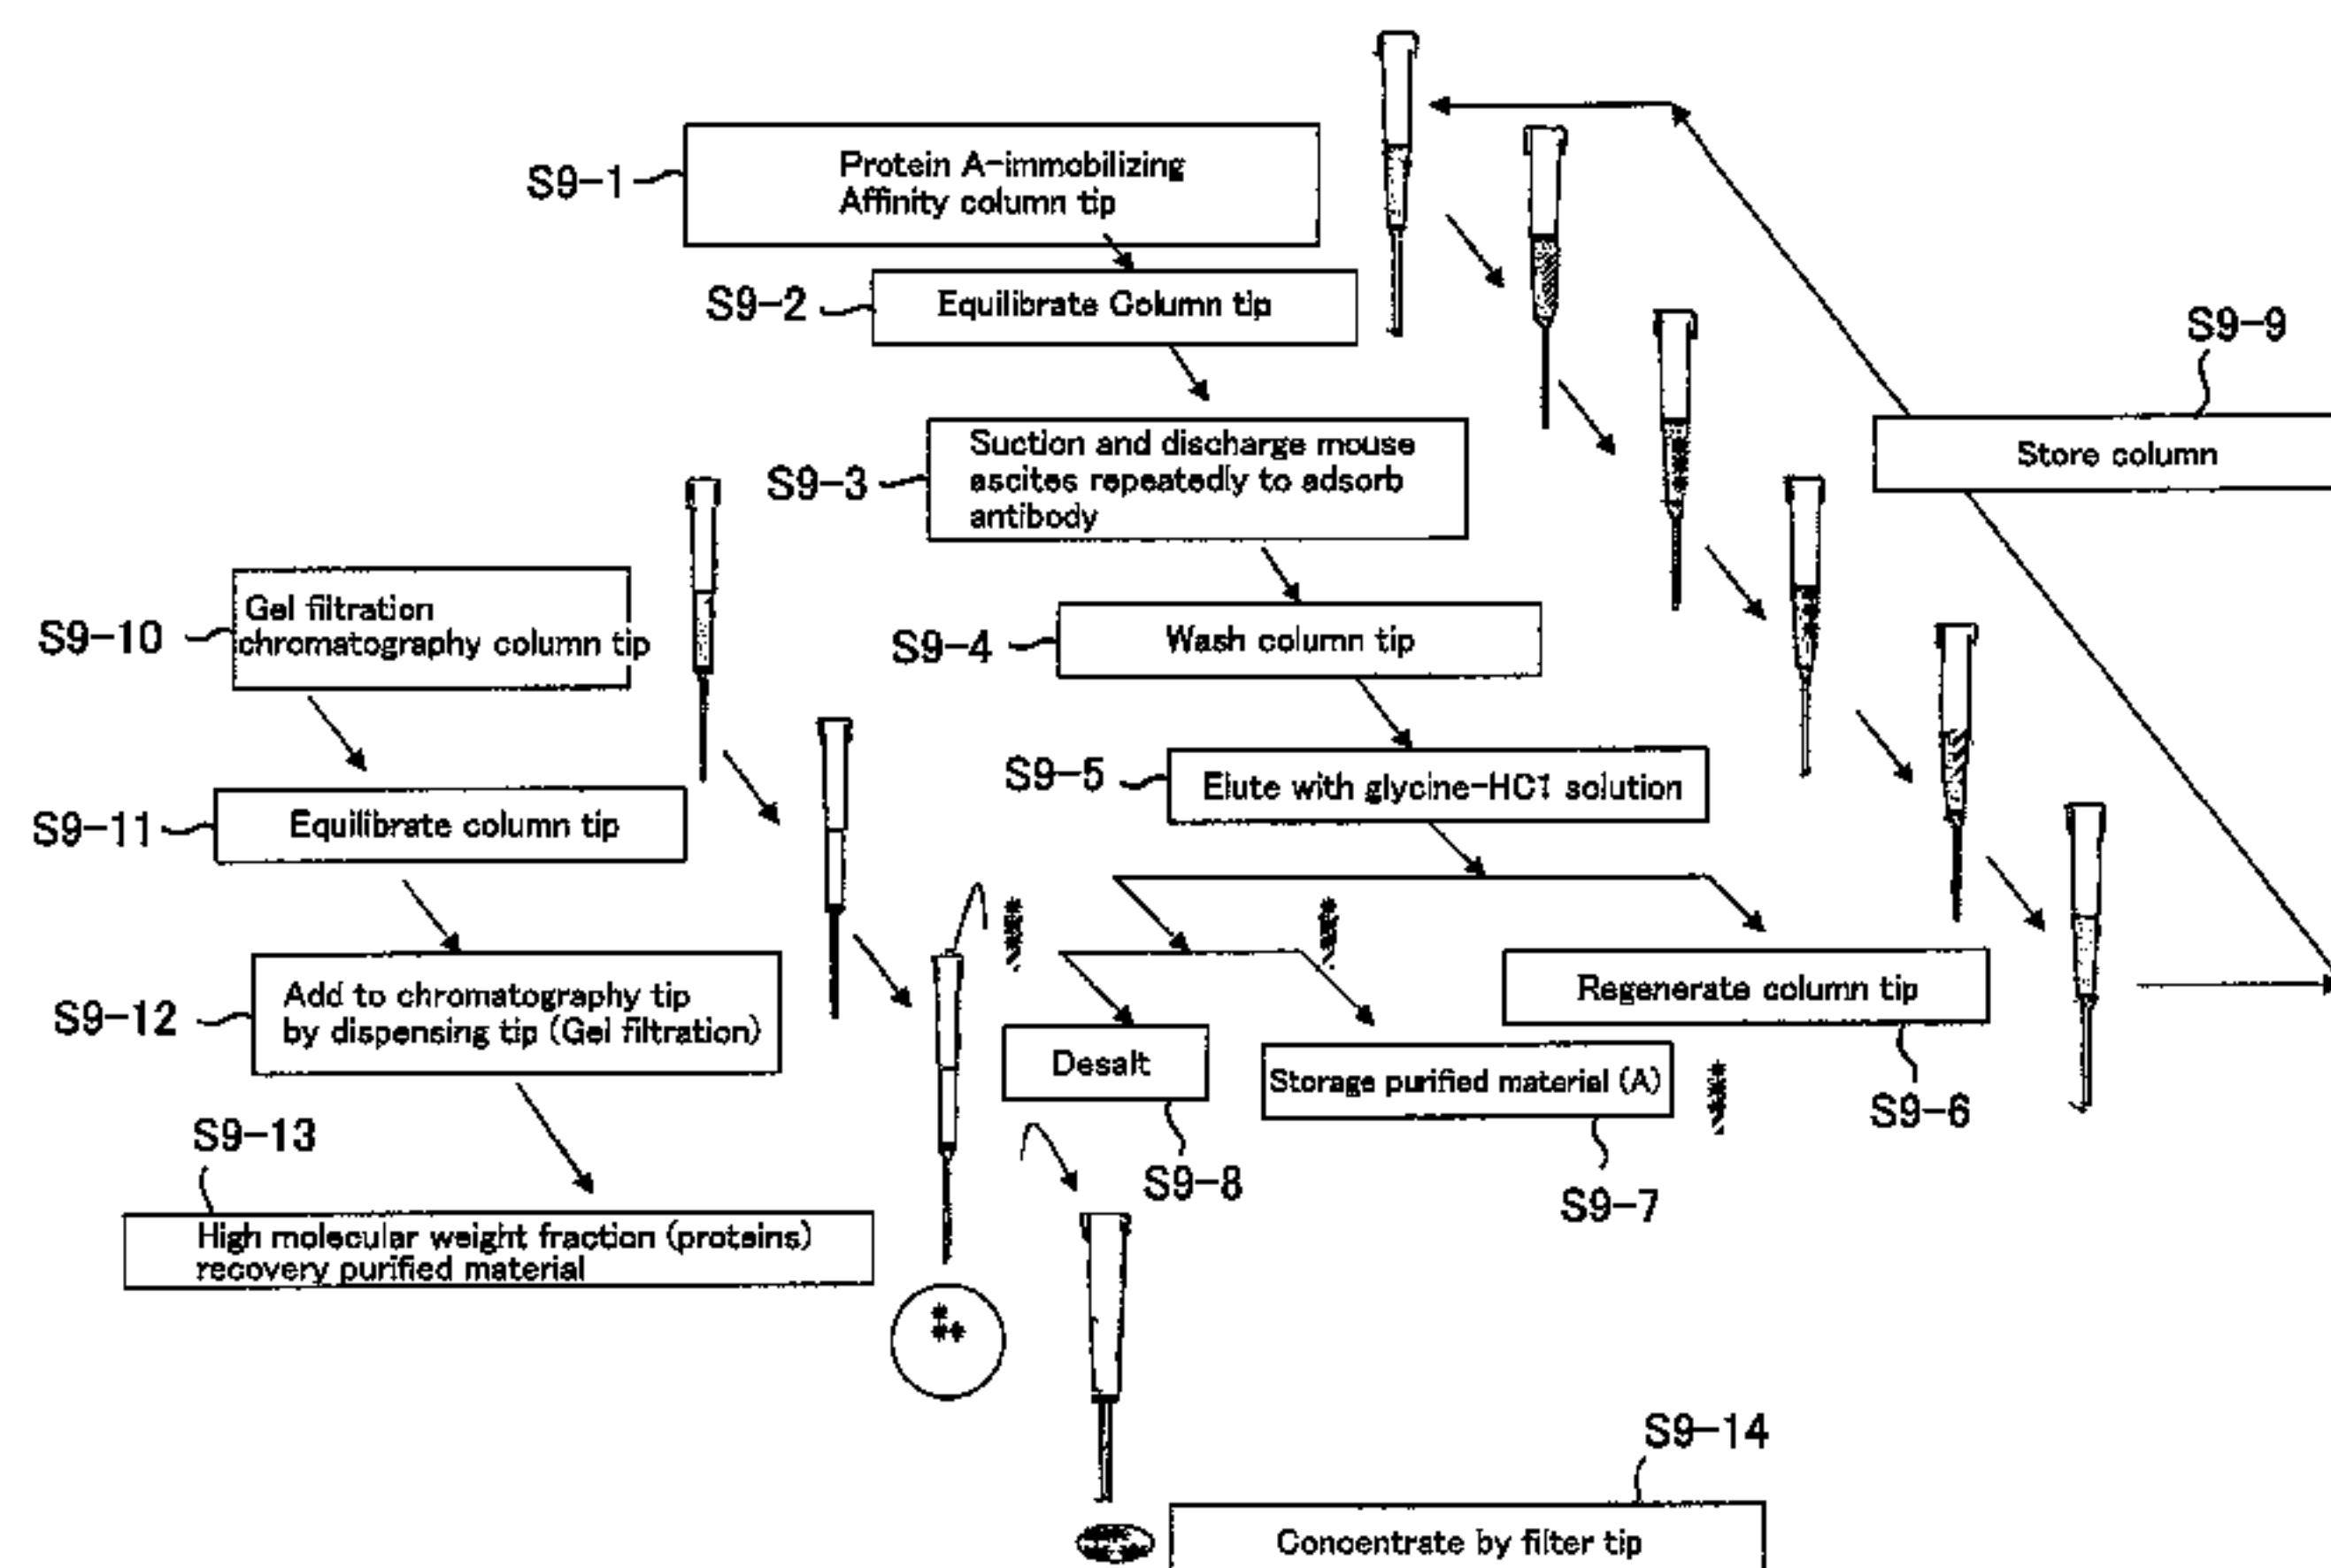 S9-1
Protein A-immobilizing
Affinity column tip
S9-2
Equilibrate Column tip
S9-9
Store column
S9-3
Suction and discharge mouse
ascites repeatedly to adsorb
antibody
S9-10
Gel filtration
chromatography column tip
S9-4
Wash column tip
S9-5
Elute with glycine-HCl solution
S9-11
Equilibrate column tip
S9-12
Add to chromatography tip
by dispensing tip (Gel filtration)
Regenerate column tip
S9-6
Desalt
S9-8
Storage purified material (A)
S9-7
S9-13
High molecular weight fraction (proteins)
recovery purified material
S9-14
Concentrate by filter tip